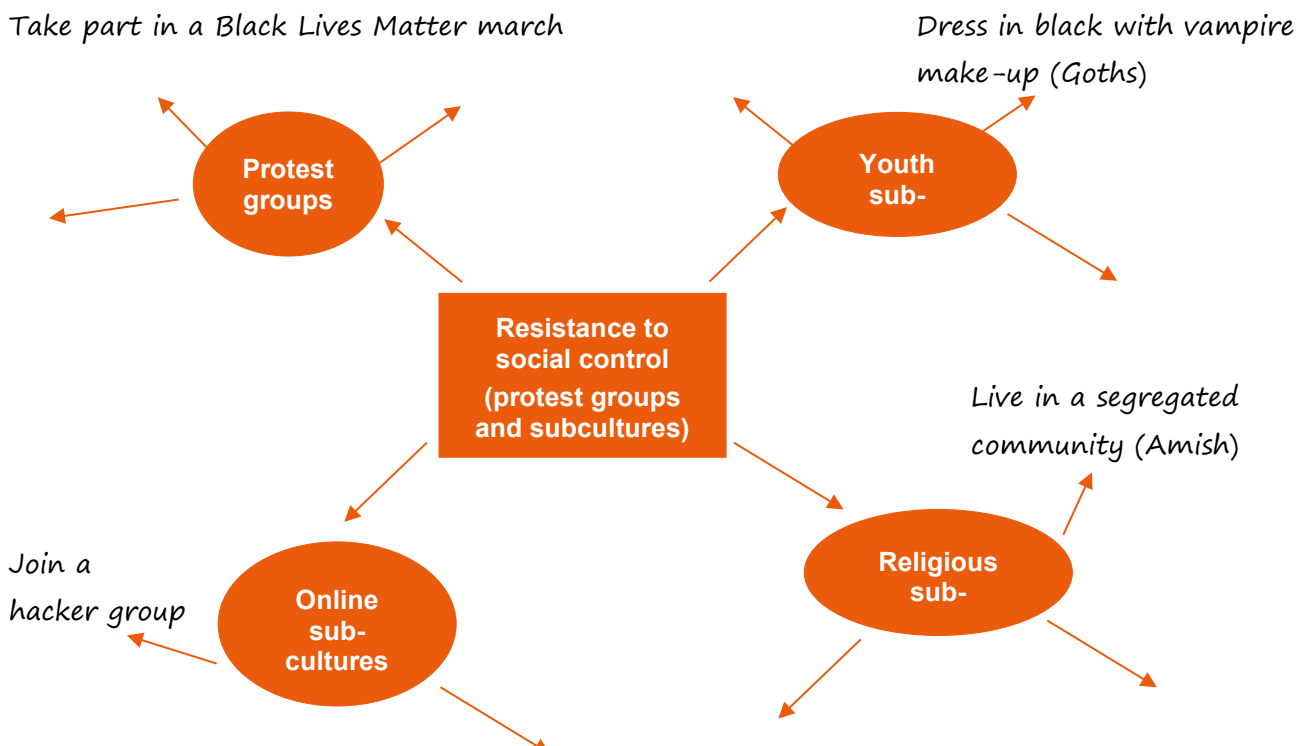 Take part in a Black Lives Matter march
Dress in black with vampire
make-up (Goths)
Protest
groups
Youth
sub-
Resistance to
social control
(protest groups
and subcultures)
Live in a segregated
community (Amish)
Join a
hacker group
Online
sub-
cultures
Religious
sub-